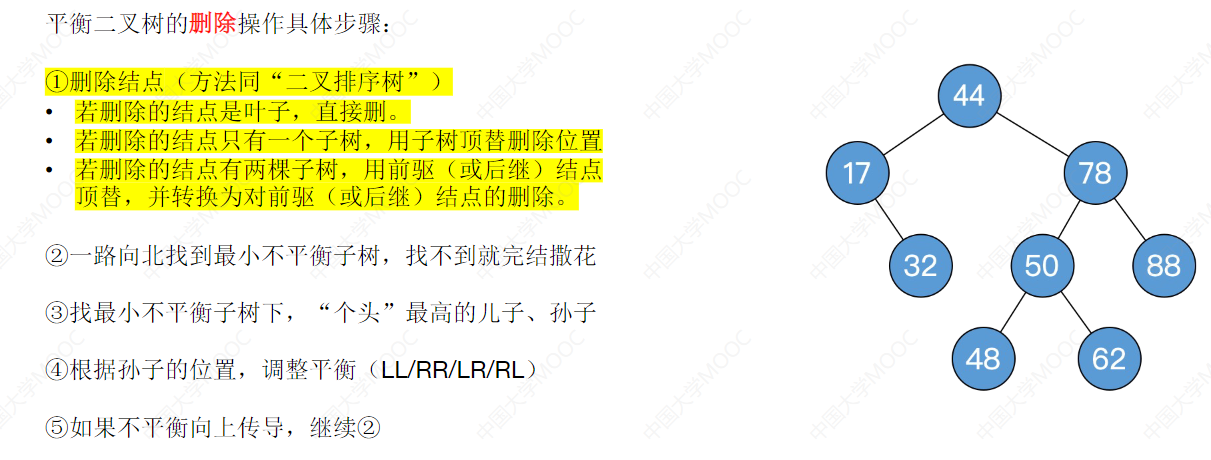 平衡二叉树的删除操作具体步骤：
①删除结点（方法同“二叉排序树”）
• 若删除的结点是叶子，直接删。
• 若删除的结点只有一个子树，用子树顶替删除位置
• 若删除的结点有两棵子树，用前驱（或后继）结点
顶替，并转换为对前驱（或后继）结点的删除。
②一路向北找到最小不平衡子树，找不到就完结撒花
③找最小不平衡子树下，“个头”最高的儿子、孙子
④根据孙子的位置，调整平衡（LL/RR/LR/RL）
⑤如果不平衡向上传导，继续②
44
17
78
32
50
88
48
62
中国大学MOOC